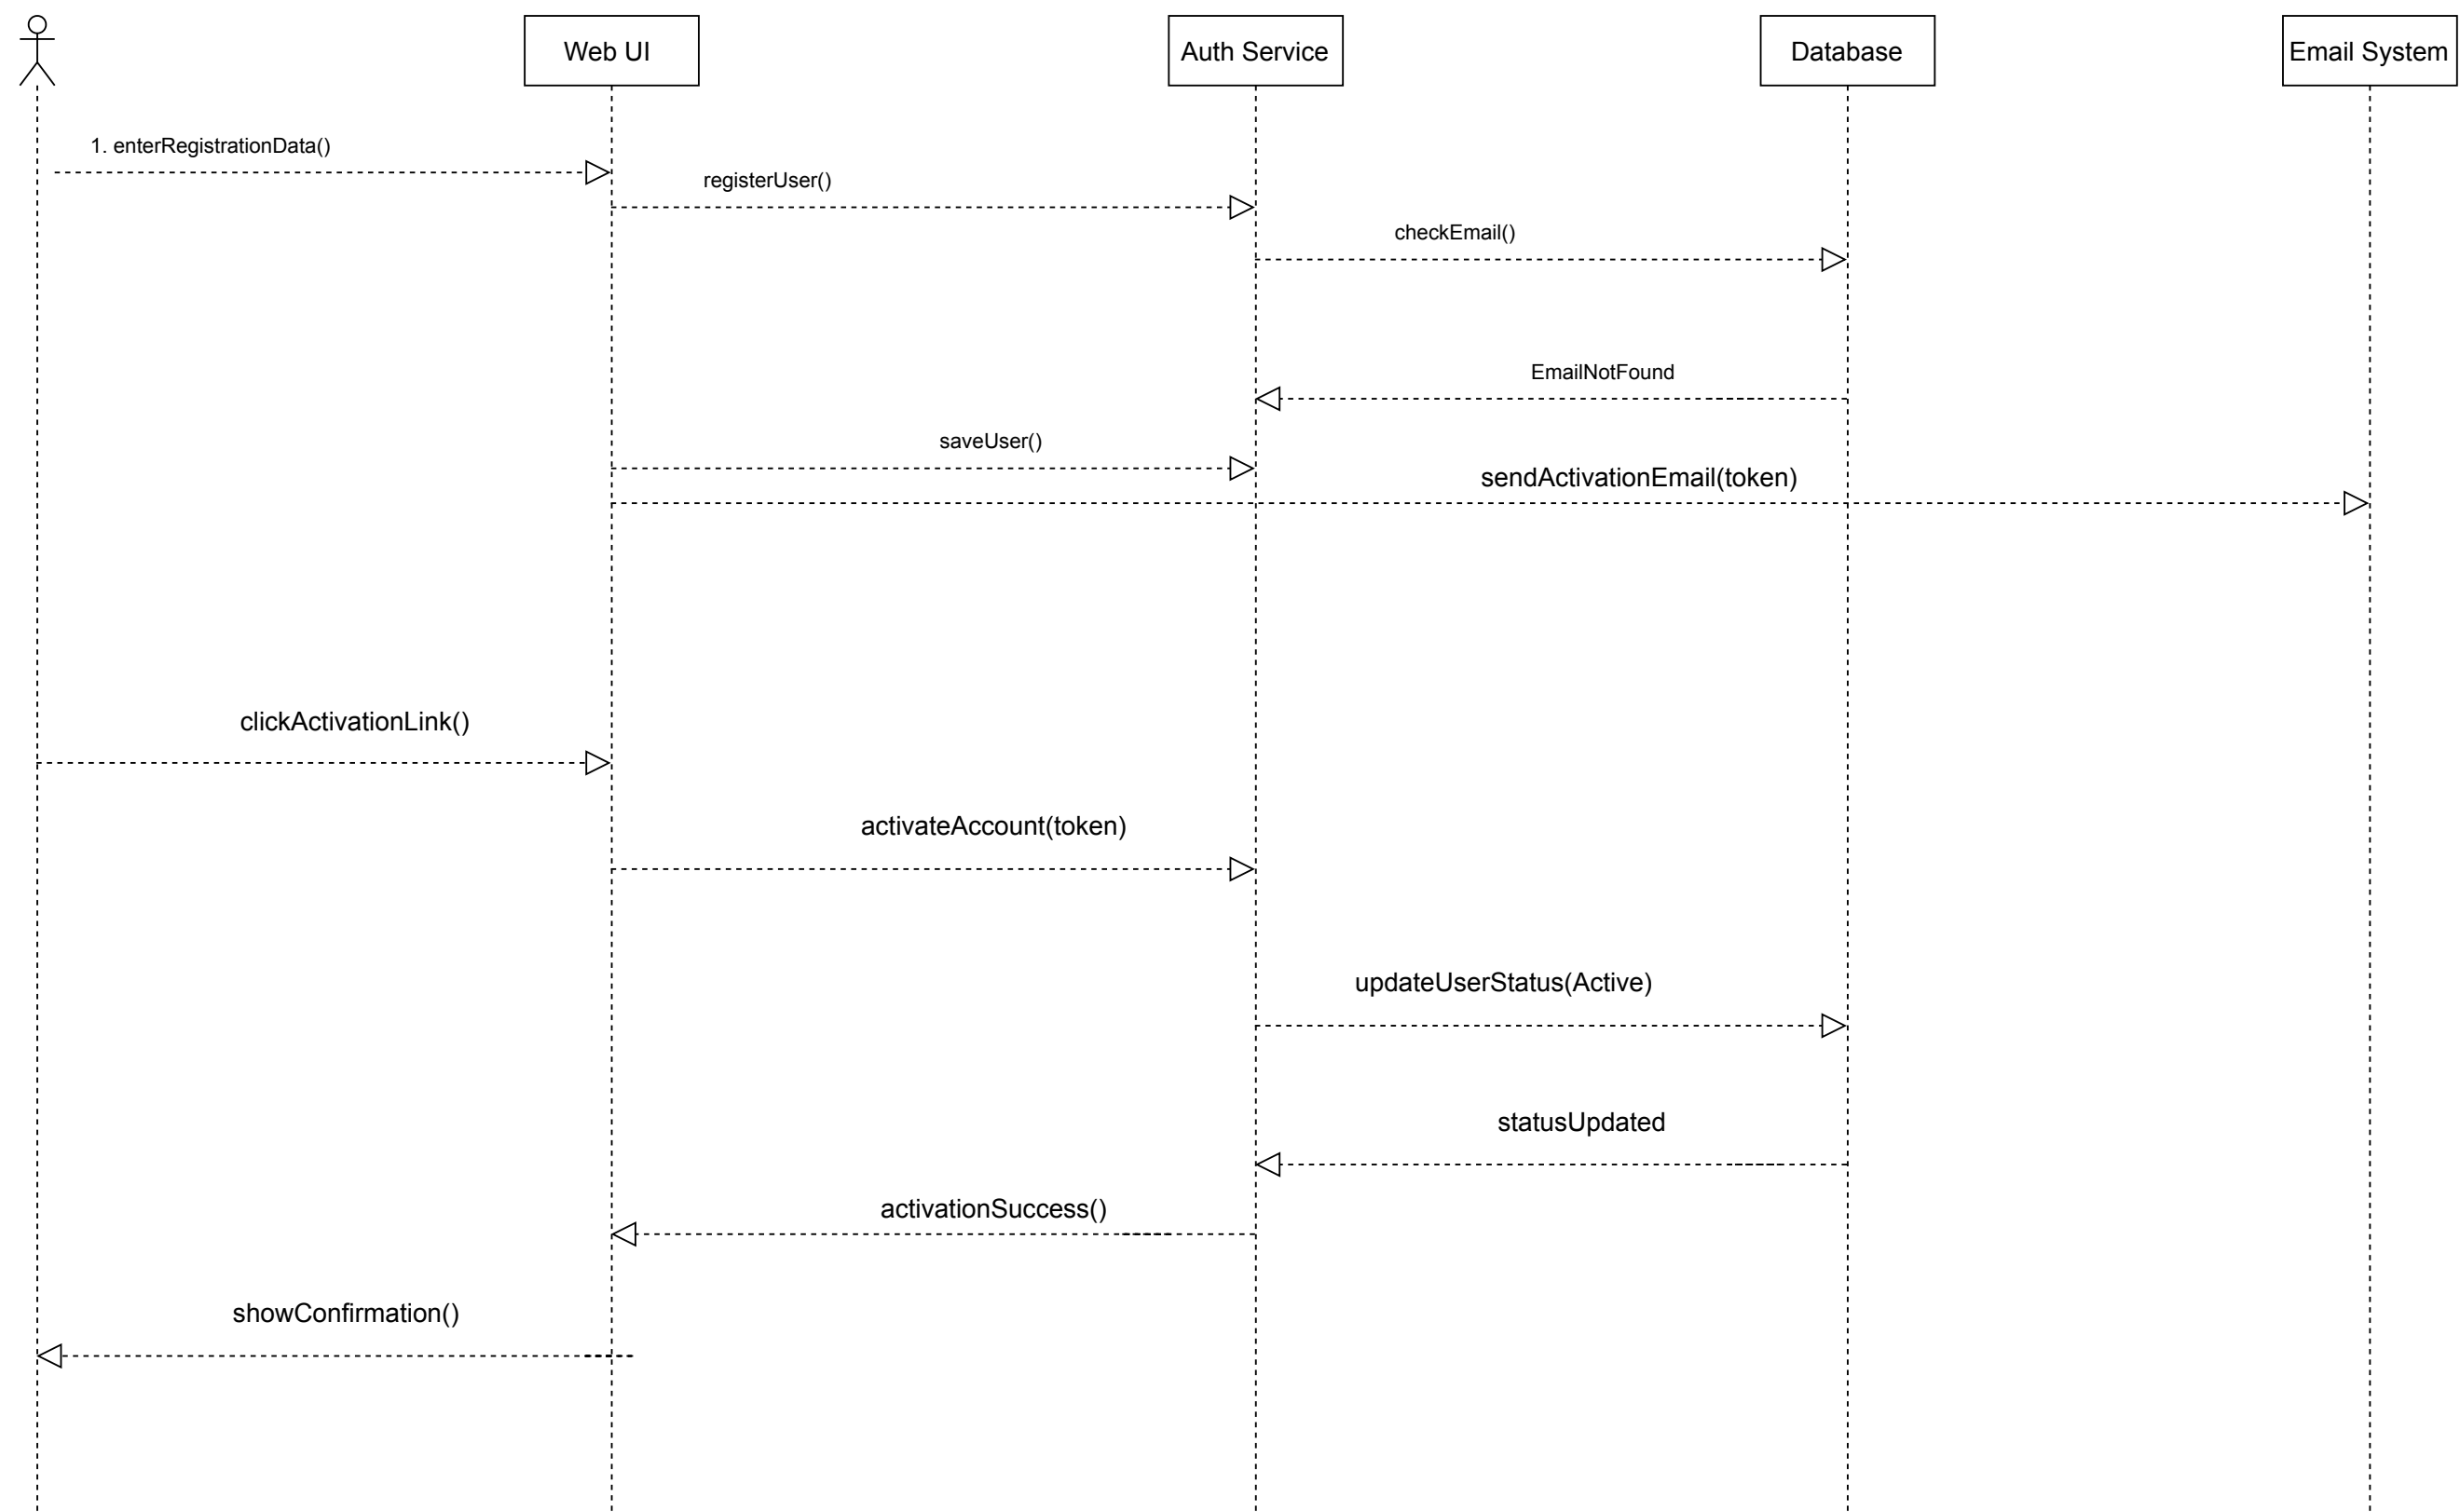 Web UI
Auth Service
Database
Email System
1. enterRegistrationData()
registerUser()
checkEmail()
EmailNotFound
saveUser()
sendActivationEmail(token)
clickActivationLink()
activateAccount(token)
updateUserStatus(Active)
statusUpdated
activationSuccess()
showConfirmation()